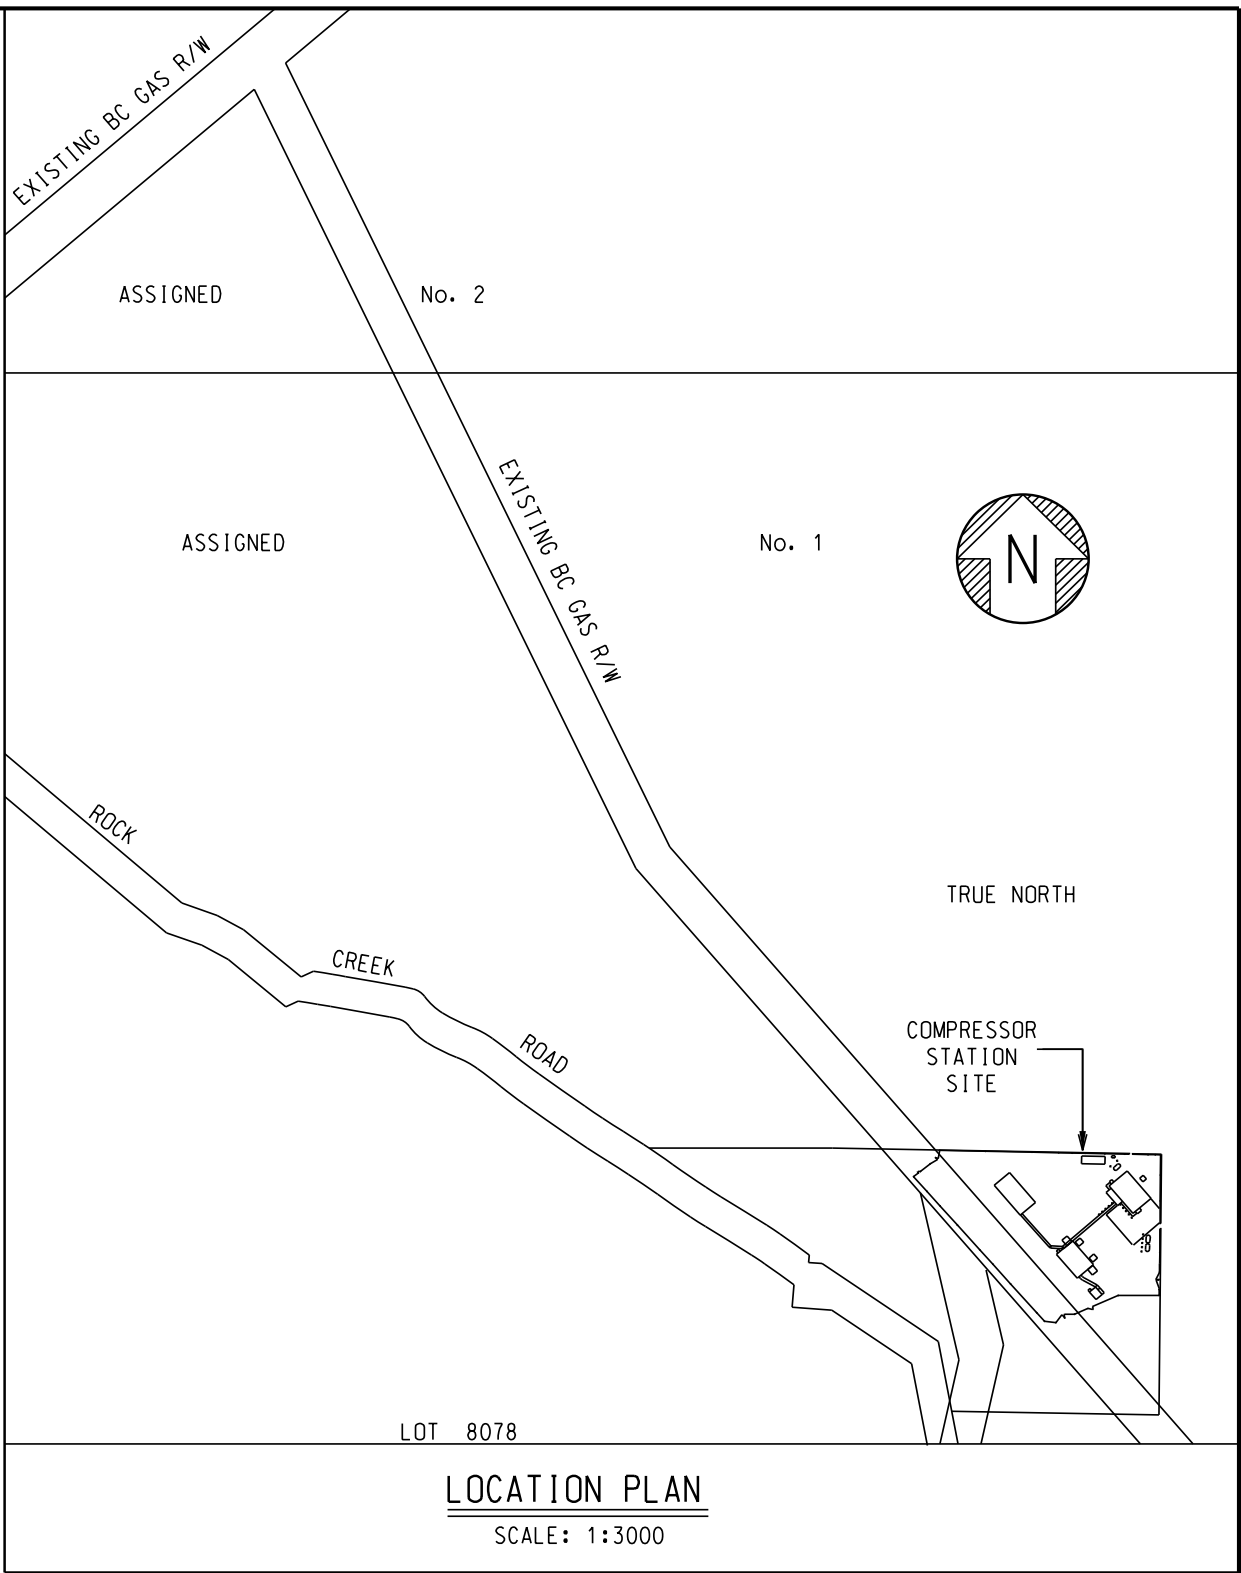 EXISTING BC GAS R/W
ASSIGNED No. 2
EXISTING BC GAS R/W
ASSIGNED No. 1
N
ROCK
CREEK
ROAD
TRUE NORTH
COMPRESSOR
STATION
SITE
LOT 8078
LOCATION PLAN
SCALE: 1:3000